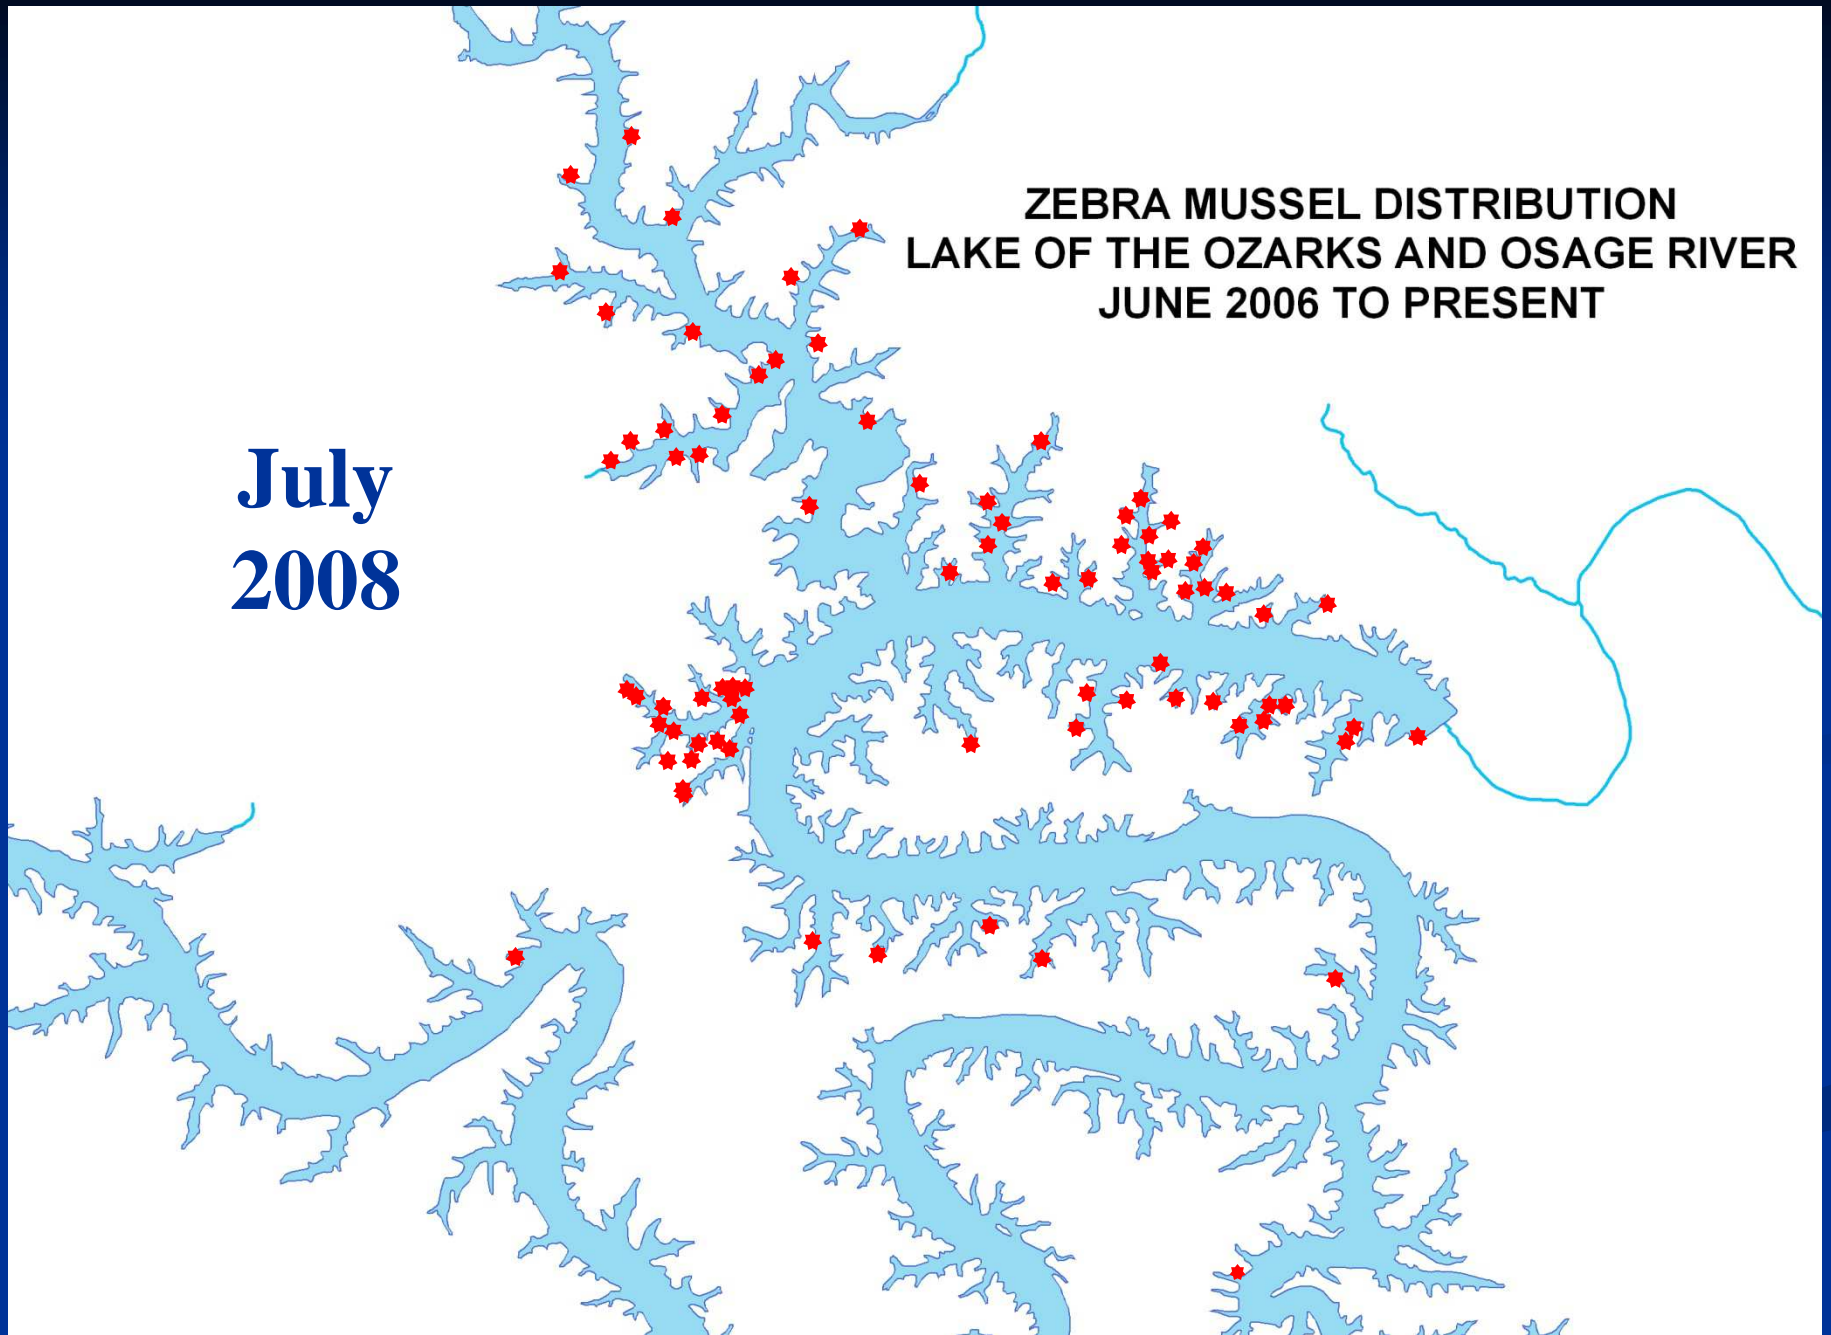 ZEBRA MUSSEL DISTRIBUTION
LAKE OF THE OZARKS AND OSAGE RIVER
JUNE 2006 TO PRESENT
July
2008